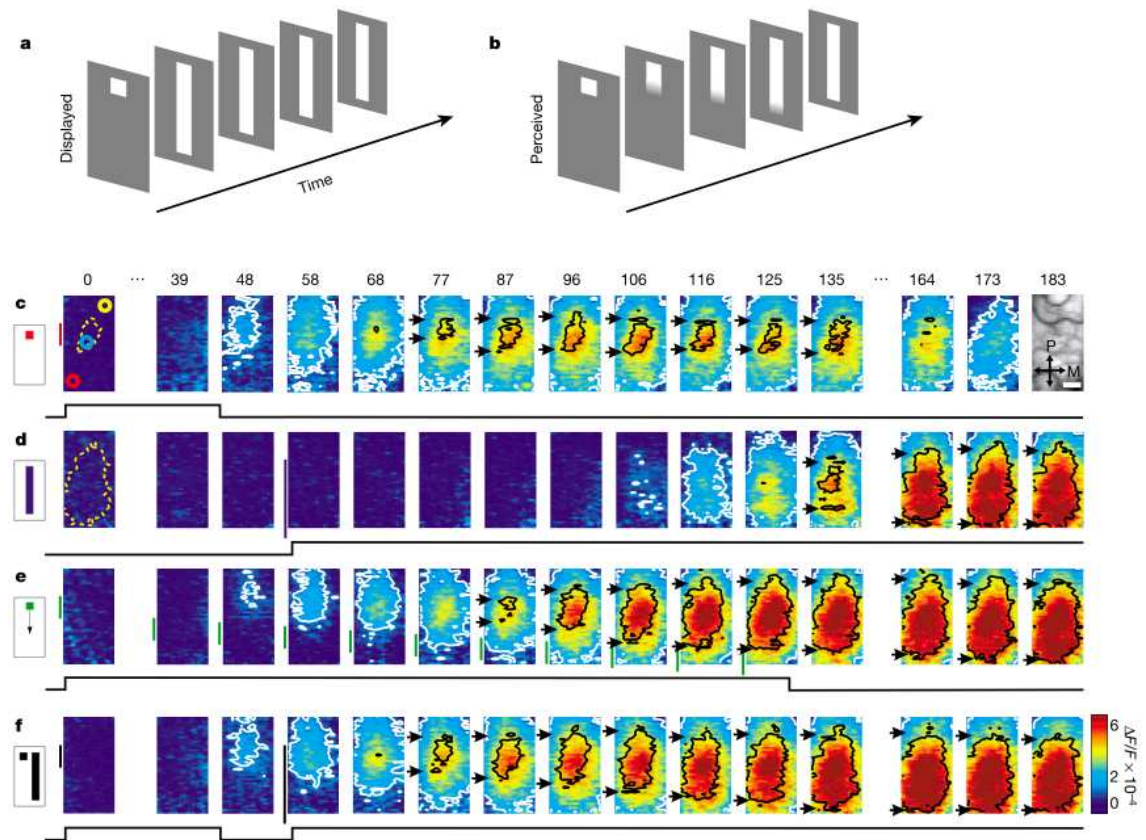 a
b
Displayed
Time
Perceived
0 ... 39 48 58 68 77 87 96 106 116 125 135 ... 164 173 183
c
P
M
d
e
f
6
4
2
0
ΔF/F × 10⁻⁴